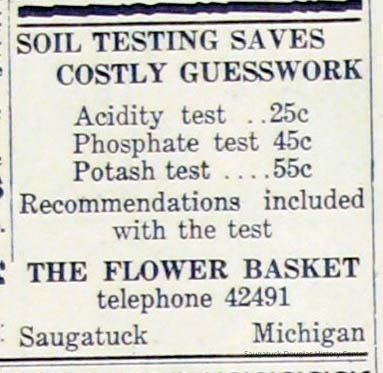 SOIL TESTING SAVES
COSTLY GUESSWORK
Acidity test ..25c
Phosphate test 45c
Potash test ....55c
Recommendations included
with the test
THE FLOWER BASKET
telephone 42491
Saugatuck Michigan
Saugatuck-Douglas History Center